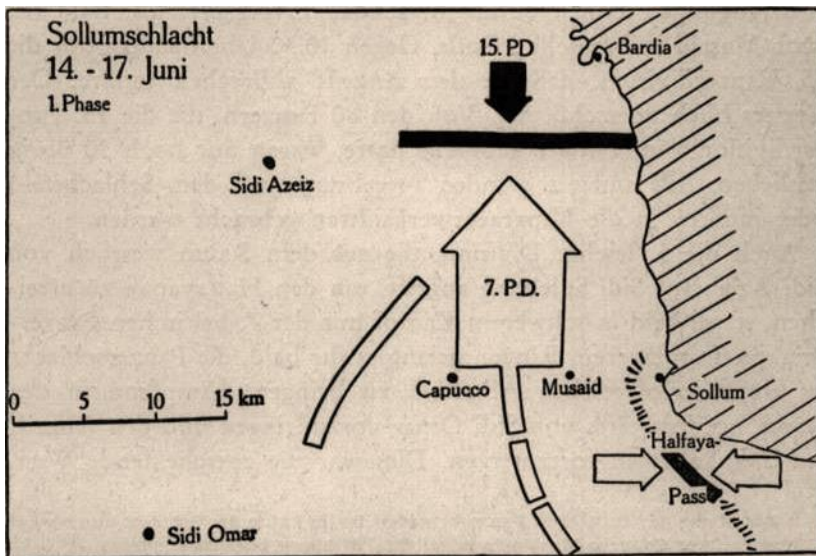 Sollumschlacht
14. - 17. Juni
1. Phase
15. PD
Bardia
Sidi Azeiz
7. P.D.
Capucco
Musaid
Sollum
0 5 10 15 km
Halfaya-
Pass
Sidi Omar